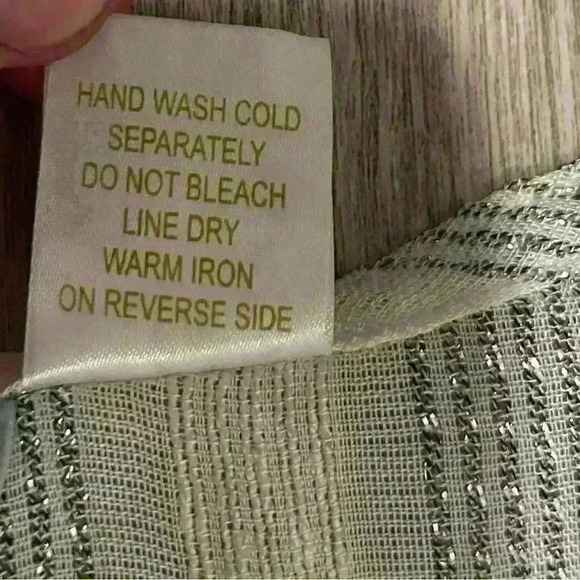 HAND WASH COLD
SEPARATELY
DO NOT BLEACH
LINE DRY
WARM IRON
ON REVERSE SIDE